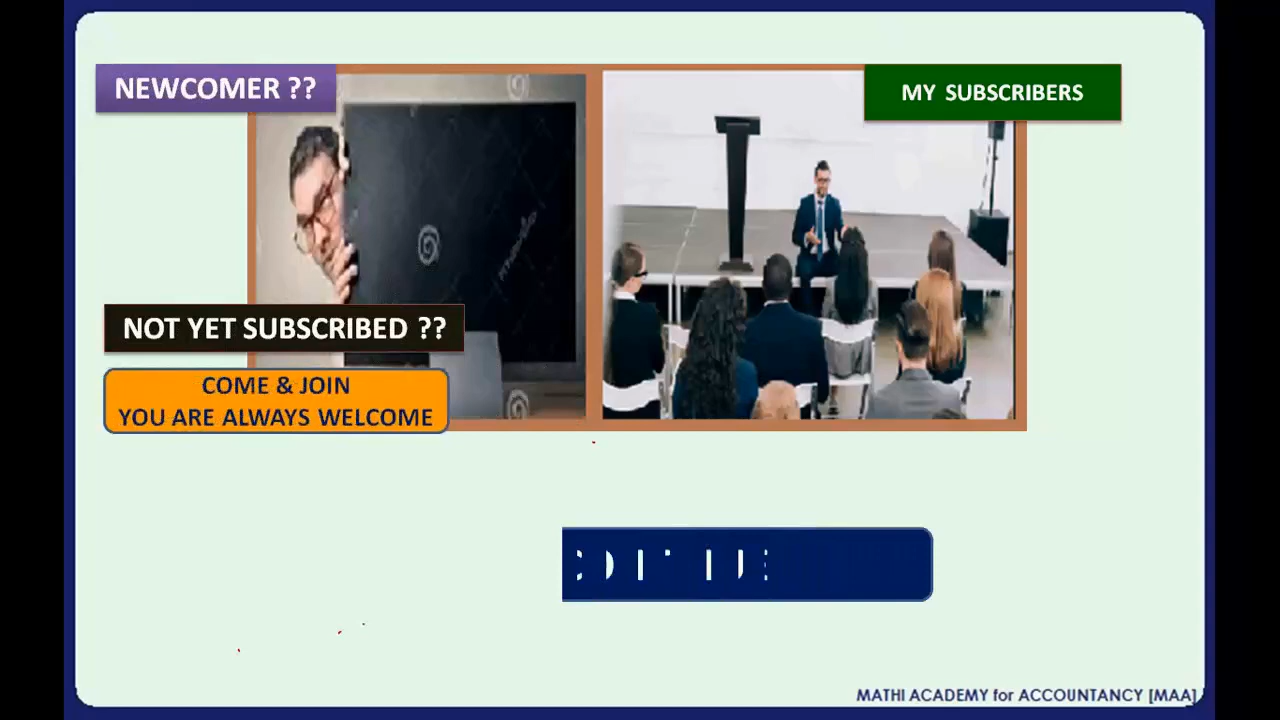 NEWCOMER ??
MY SUBSCRIBERS
NOT YET SUBSCRIBED ??
COME & JOIN
YOU ARE ALWAYS WELCOME
MATHI ACADEMY for ACCOUNTANCY [MAA]